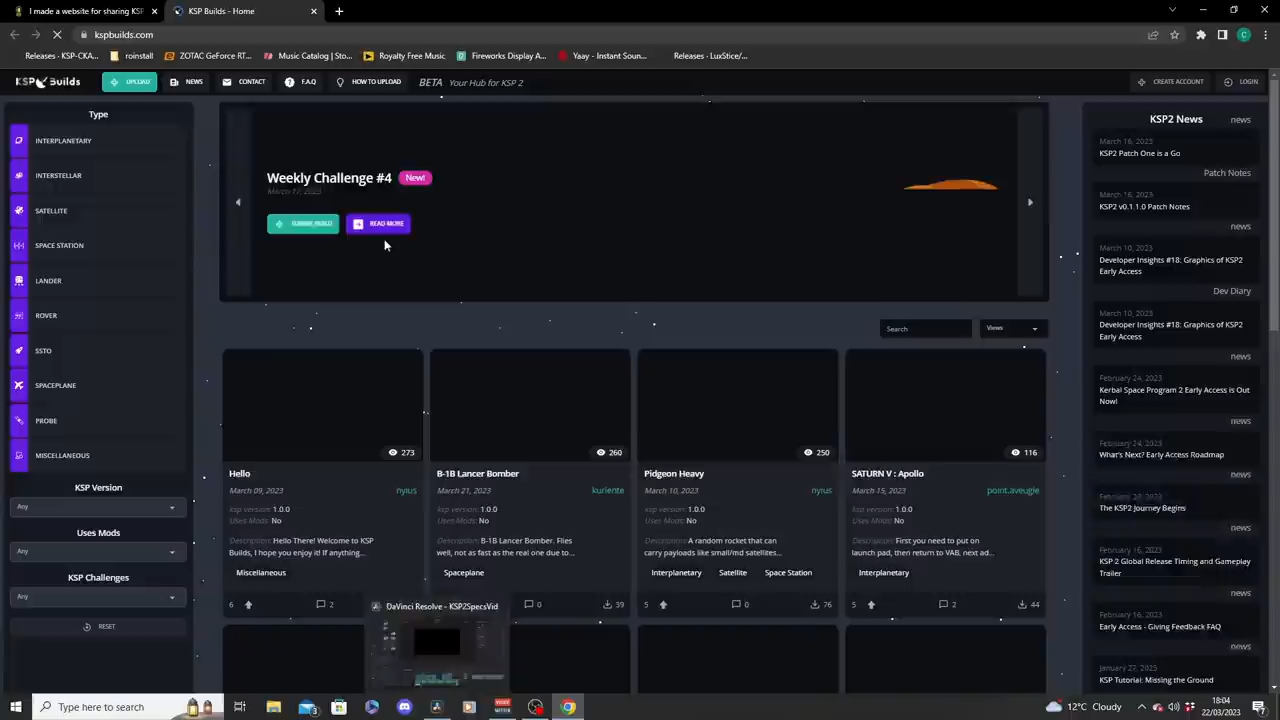 I made a website for sharing KSP
KSP Builds - Home
kspbuilds.com
Releases - KSP-CKA...
roinstall
ZOTAC GeForce RT...
Music Catalog | Sto...
Royalty Free Music
Fireworks Display A...
Yaay - Instant Soun...
Releases - LuxStice/...
KSP Builds
UPLOAD
NEWS
CONTACT
F.A.Q
HOW TO UPLOAD
BETA Your Hub for KSP 2
CREATE ACCOUNT
LOGIN
Type
INTERPLANETARY
INTERSTELLAR
SATELLITE
SPACE STATION
LANDER
ROVER
SSTO
SPACEPLANE
PROBE
MISCELLANEOUS
KSP Version
Any
Uses Mods
Any
KSP Challenges
Any
RESET
Weekly Challenge #4 New!
March 17, 2023
READ MORE
Search
Views
273
Hello
March 09, 2023 nyius
ksp version: 1.0.0
Uses Mods: No
Description: Hello There! Welcome to KSP
Builds, I hope you enjoy it! If anything...
Miscellaneous
6
2
260
B-1B Lancer Bomber
March 21, 2023 kuriente
ksp version: 1.0.0
Uses Mods: No
Description: B-1B Lancer Bomber. Flies
well, not as fast as the real one due to...
Spaceplane
0
39
250
Pidgeon Heavy
March 10, 2023 nyius
ksp version: 1.0.0
Uses Mods: No
Description: A random rocket that can
carry payloads like small/md satellites...
Interplanetary Satellite Space Station
5
0
76
116
SATURN V : Apollo
March 15, 2023 point.aveugle
ksp version: 1.0.0
Uses Mods: No
Description: First you need to put on
launch pad, then return to VAB, next ad...
Interplanetary
5
2
44
KSP2 News
news
March 16, 2023
KSP2 Patch One is a Go
Patch Notes
March 16, 2023
KSP2 v0.1.1.0 Patch Notes
news
March 10, 2023
Developer Insights #18: Graphics of KSP2
Early Access
Dev Diary
March 10, 2023
Developer Insights #18: Graphics of KSP2
Early Access
news
February 24, 2023
Kerbal Space Program 2 Early Access is Out
Now!
news
February 24, 2023
What's Next? Early Access Roadmap
news
February 20, 2023
The KSP2 Journey Begins
news
February 16, 2023
KSP 2 Global Release Timing and Gameplay
Trailer
news
February 16, 2023
Early Access - Giving Feedback FAQ
news
January 27, 2023
KSP Tutorial: Missing the Ground
DaVinci Resolve - KSP2SpecsVid
Type here to search
12°C Cloudy
18:04
22/03/2023